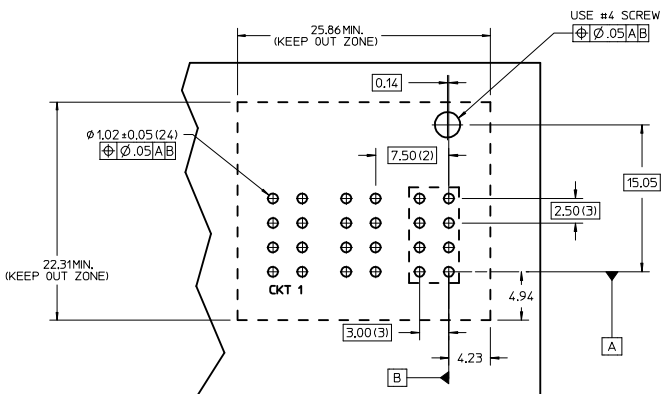 USE #4 SCREW
⌖ Ø.05 A B
25.86 MIN.
(KEEP OUT ZONE)
0.14
Ø1.02±0.05 (24)
⌖ Ø.05 A B
7.50 (2)
15.05
2.50 (3)
22.31 MIN.
(KEEP OUT ZONE)
CKT 1
4.94
3.00 (3)
4.23
A
B